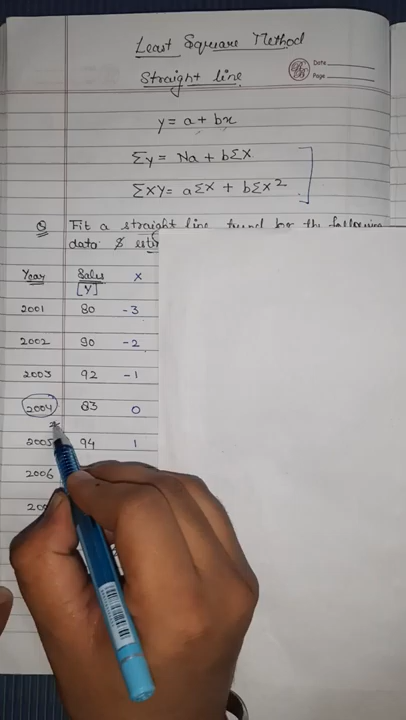 Least Square Method
Straight line
Date
Page
y = a + bx
Σy = Na + bΣX
ΣXY = aΣX + bΣX²
Q Fit a straight line trend for the following
data &
Year Sales [Y] X
2001 80 -3
2002 90 -2
2003 92 -1
2004 83 0
2005 94 1
2006